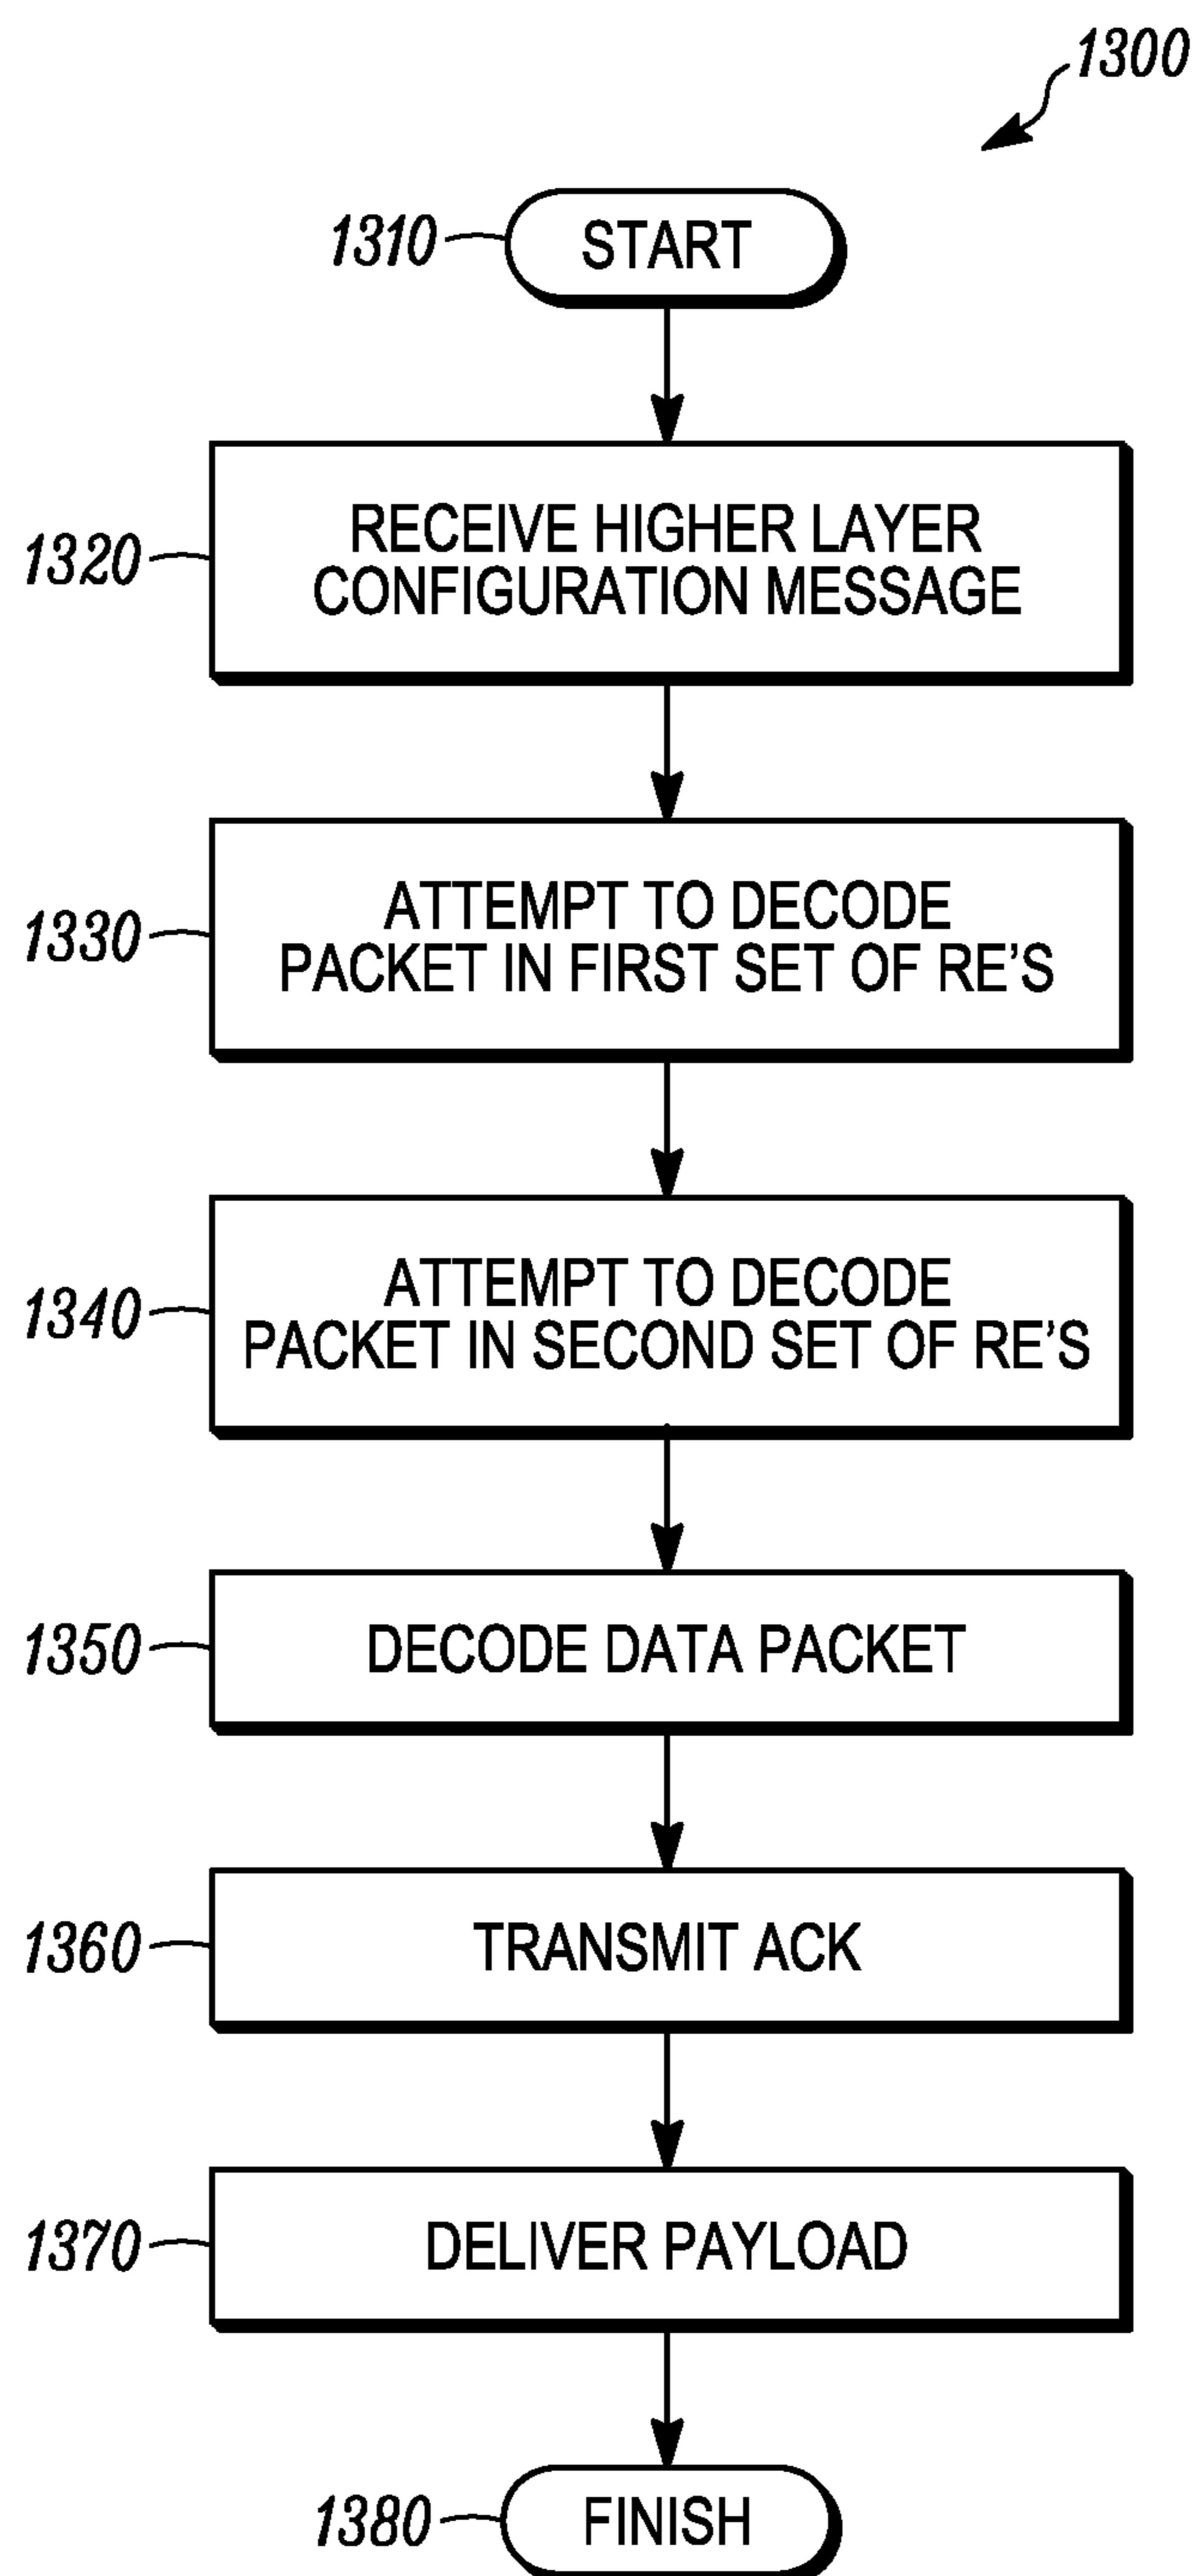 1300
1310
START
1320
RECEIVE HIGHER LAYER
CONFIGURATION MESSAGE
1330
ATTEMPT TO DECODE
PACKET IN FIRST SET OF RE’S
1340
ATTEMPT TO DECODE
PACKET IN SECOND SET OF RE’S
1350
DECODE DATA PACKET
1360
TRANSMIT ACK
1370
DELIVER PAYLOAD
1380
FINISH